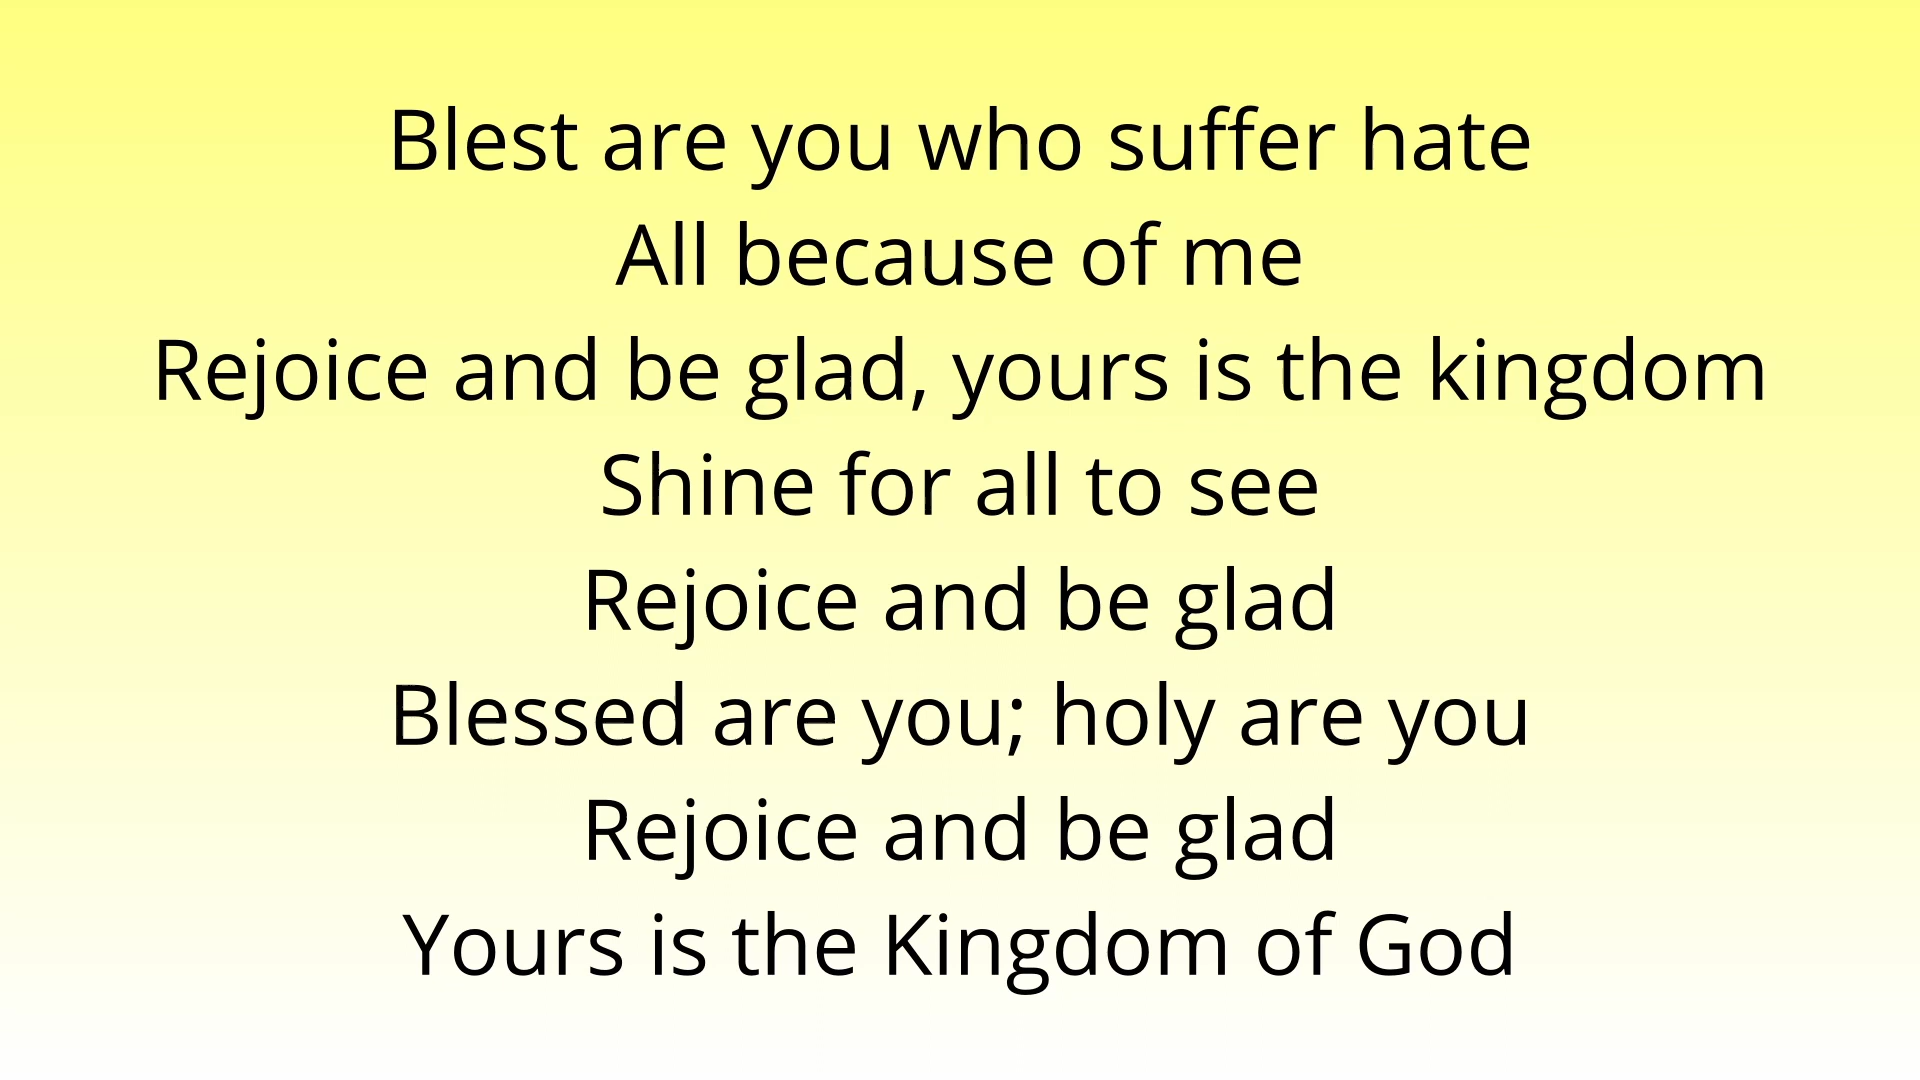 Blest are you who suffer hate
All because of me
Rejoice and be glad, yours is the kingdom
Shine for all to see
Rejoice and be glad
Blessed are you; holy are you
Rejoice and be glad
Yours is the Kingdom of God